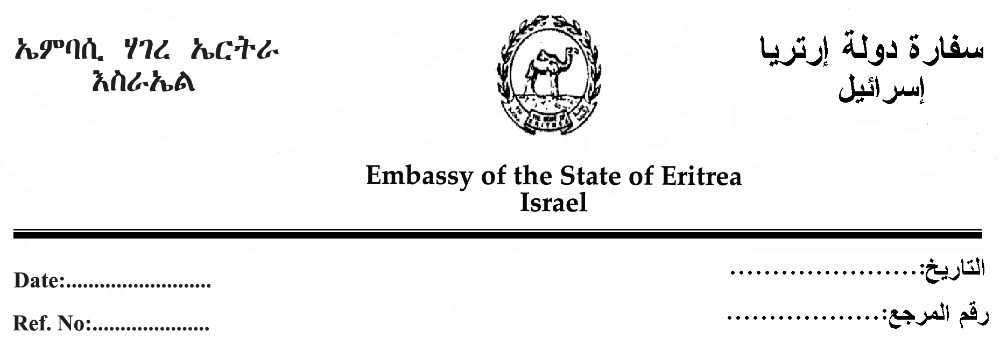 ኤምባሲ ሃገረ ኤርትራ
እስራኤል
سفارة دولة إرتريا
إسرائيل
THE STATE OF
ERITREA
Embassy of the State of Eritrea
Israel
Date:..........................
التاريخ:......................
Ref. No:.....................
رقم المرجع:...................